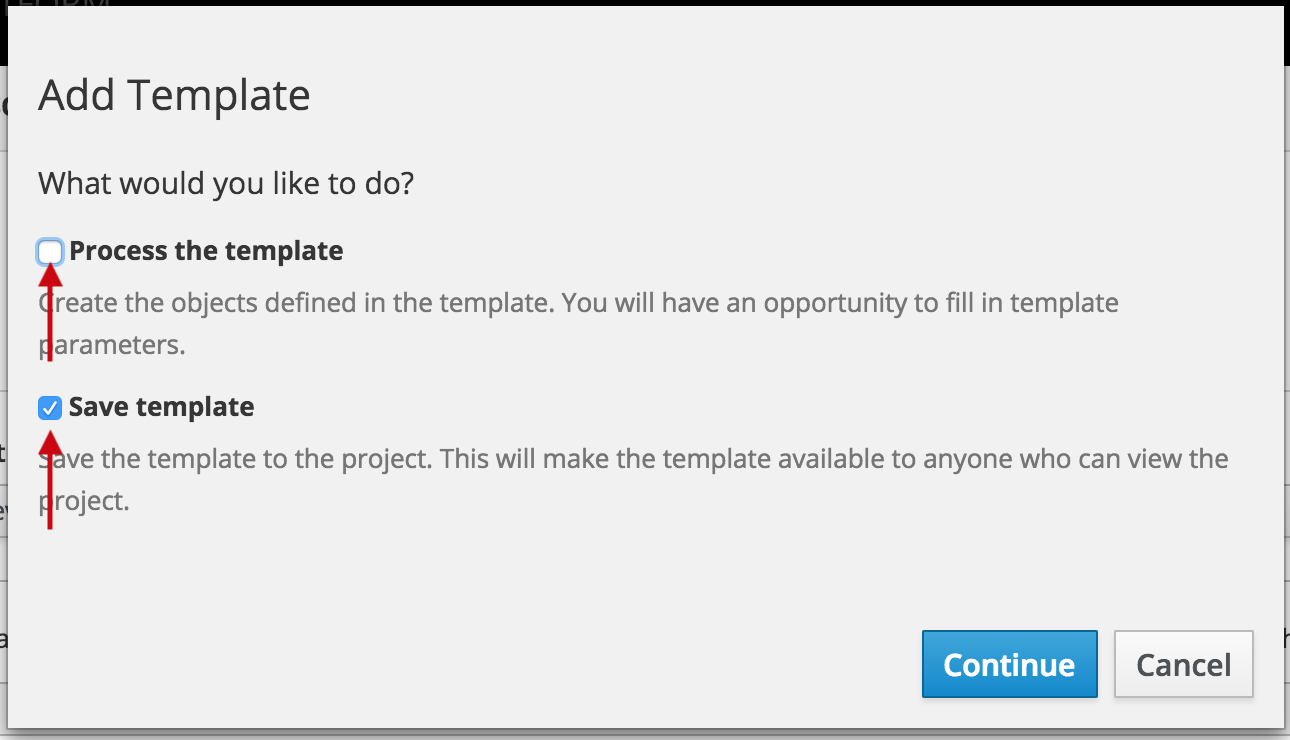 Add Template
What would you like to do?
Process the template
Create the objects defined in the template. You will have an opportunity to fill in template
parameters.
Save template
Save the template to the project. This will make the template available to anyone who can view the
project.
Continue
Cancel